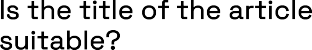 Is the title of the article
suitable?